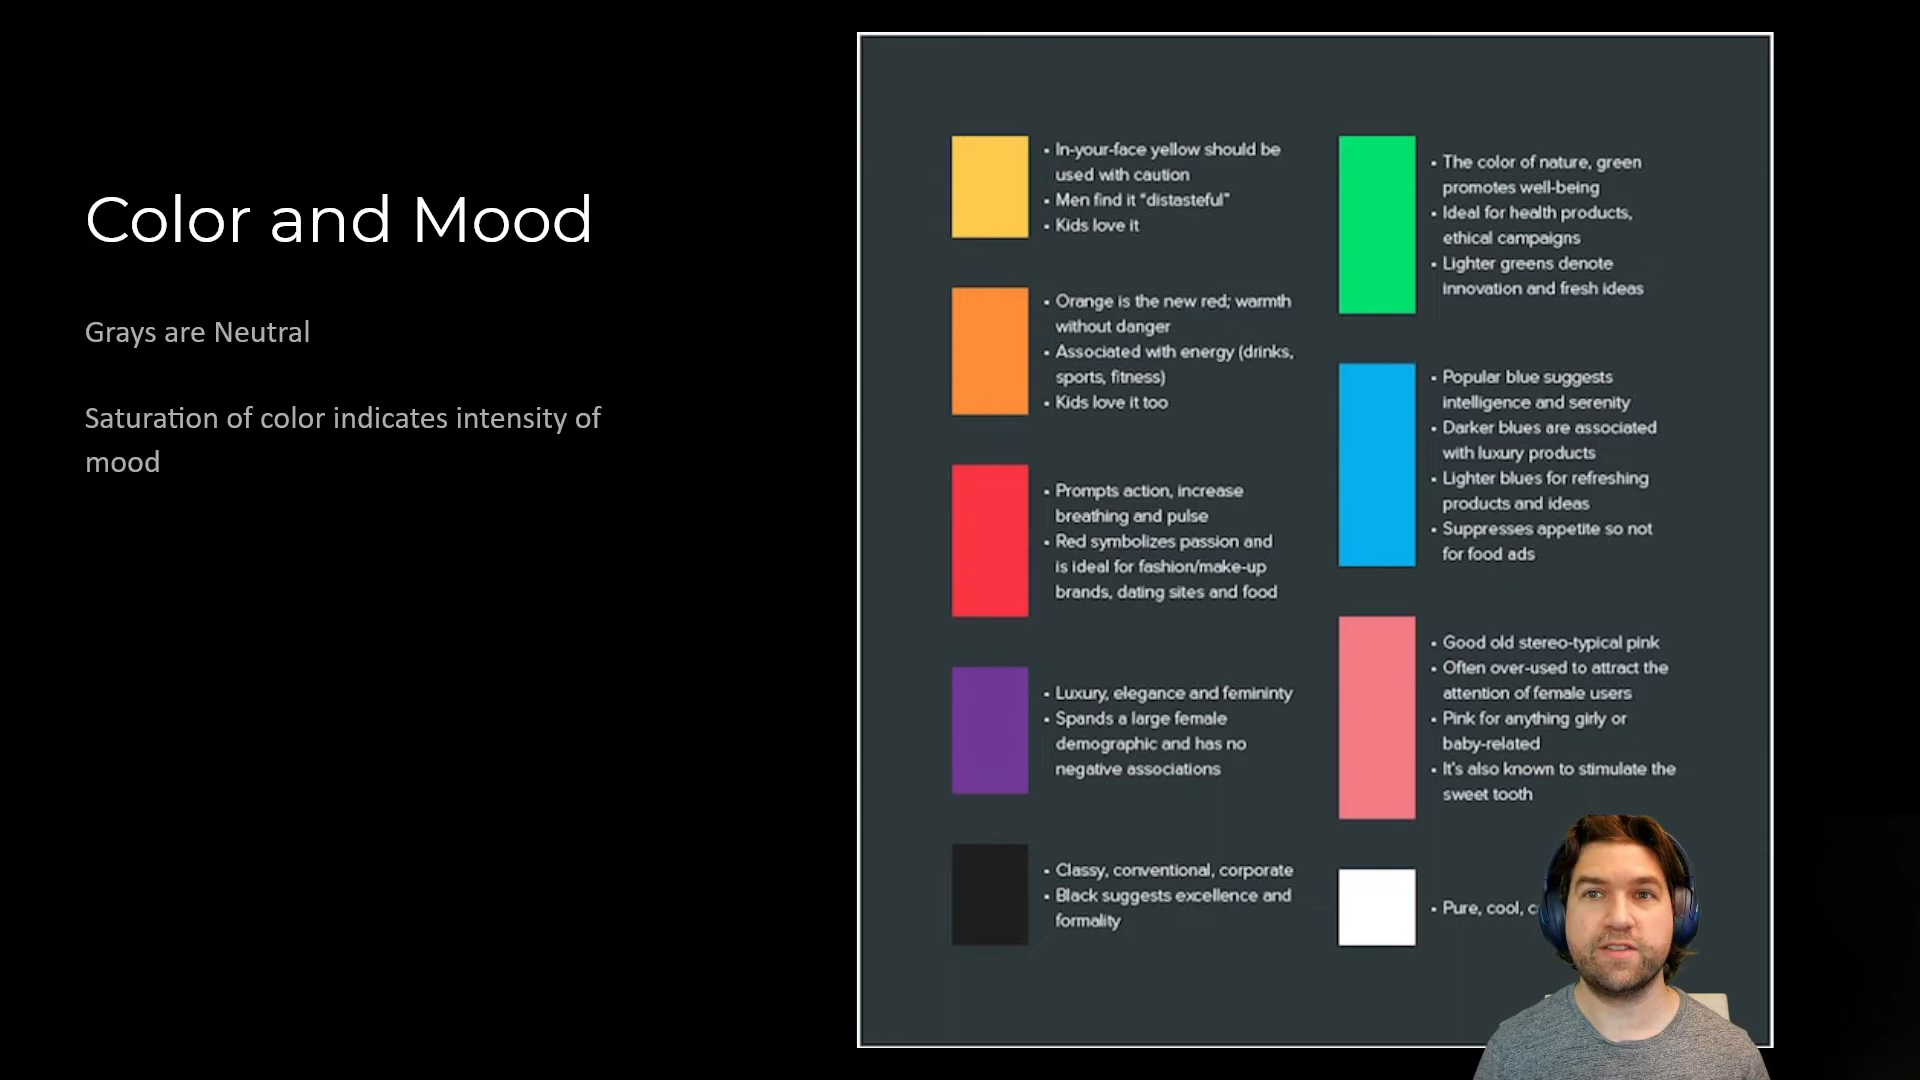 Color and Mood
Grays are Neutral
Saturation of color indicates intensity of
mood
• In-your-face yellow should be
used with caution
• Men find it "distasteful"
• Kids love it
• Orange is the new red; warmth
without danger
• Associated with energy (drinks,
sports, fitness)
• Kids love it too
• Prompts action, increase
breathing and pulse
• Red symbolizes passion and
is ideal for fashion/make-up
brands, dating sites and food
• Luxury, elegance and femininty
• Spands a large female
demographic and has no
negative associations
• Classy, conventional, corporate
• Black suggests excellence and
formality
• The color of nature, green
promotes well-being
• Ideal for health products,
ethical campaigns
• Lighter greens denote
innovation and fresh ideas
• Popular blue suggests
intelligence and serenity
• Darker blues are associated
with luxury products
• Lighter blues for refreshing
products and ideas
• Suppresses appetite so not
for food ads
• Good old stereo-typical pink
• Often over-used to attract the
attention of female users
• Pink for anything girly or
baby-related
• It's also known to stimulate the
sweet tooth
• Pure, cool,